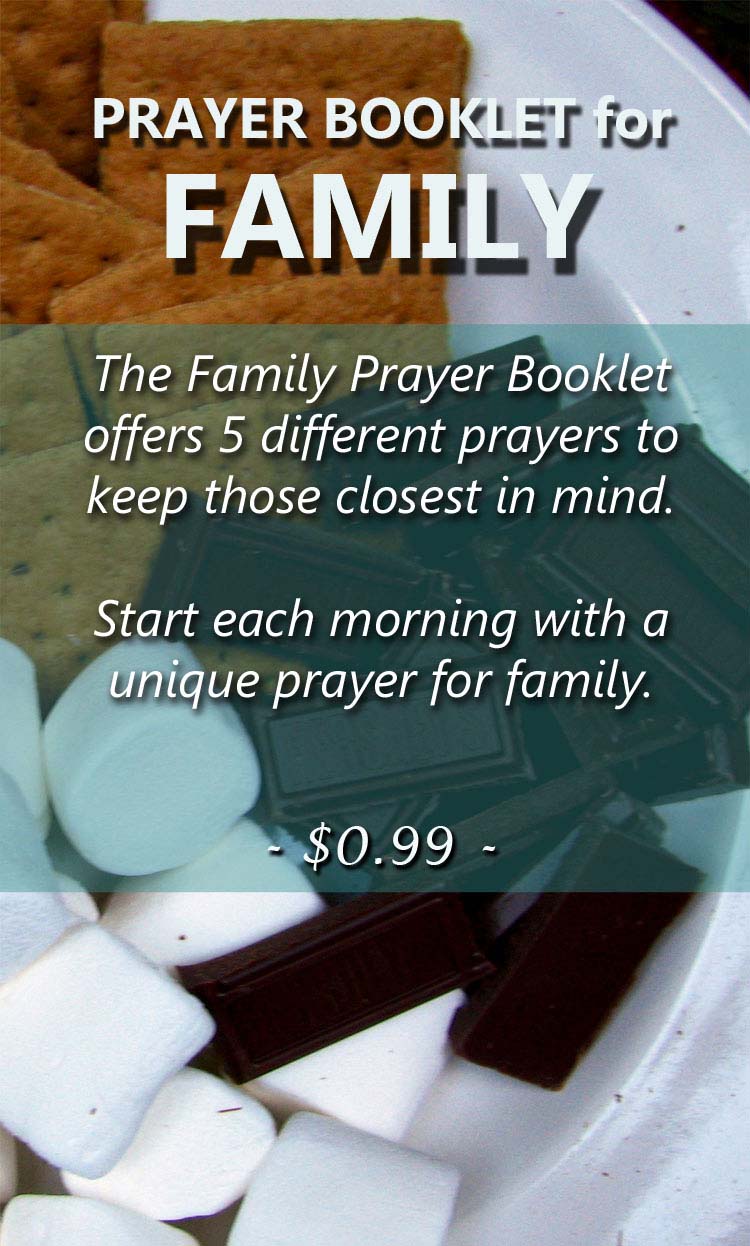 PRAYER BOOKLET for
FAMILY
The Family Prayer Booklet
offers 5 different prayers to
keep those closest in mind.
Start each morning with a
unique prayer for family.
~ $0.99 ~